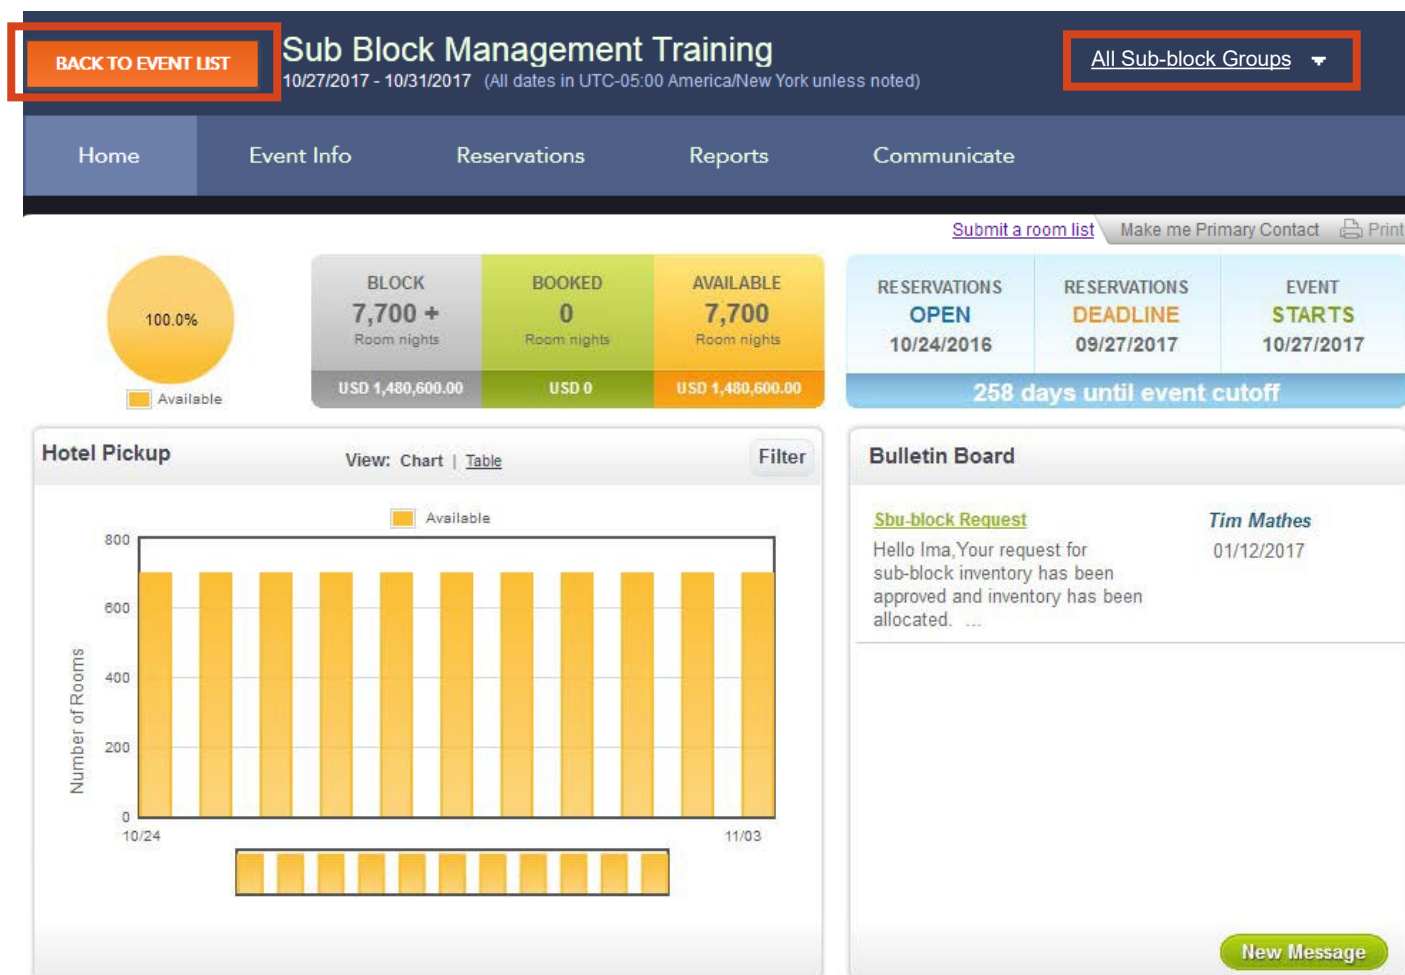 BACK TO EVENT LIST
Sub Block Management Training
10/27/2017 - 10/31/2017 (All dates in UTC-05:00 America/New York unless noted)
All Sub-block Groups
Home Event Info Reservations Reports Communicate
Submit a room list Make me Primary Contact Print
100.0%
Available
BLOCK
7,700 +
Room nights
USD 1,480,600.00
BOOKED
0
Room nights
USD 0
AVAILABLE
7,700
Room nights
USD 1,480,600.00
RESERVATIONS
OPEN
10/24/2016
RESERVATIONS
DEADLINE
09/27/2017
EVENT
STARTS
10/27/2017
258 days until event cutoff
Hotel Pickup
View: Chart | Table
Filter
Available
Number of Rooms
800
600
400
200
0
10/24 11/03
Bulletin Board
Sbu-block Request
Tim Mathes
01/12/2017
Hello Ima,Your request for
sub-block inventory has been
approved and inventory has been
allocated. ...
New Message